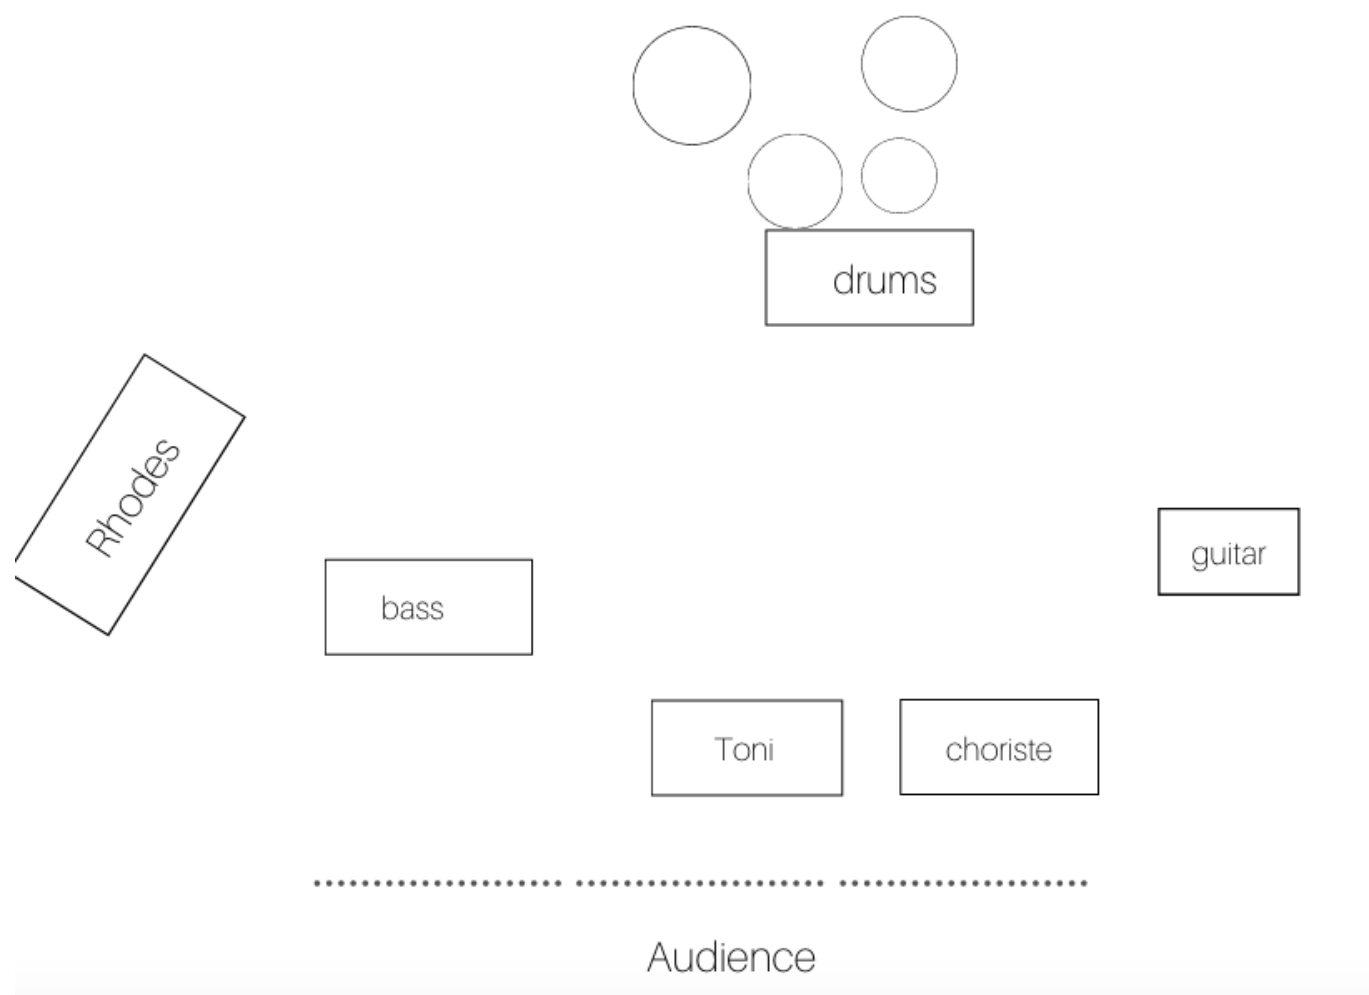 drums
Rhodes
guitar
bass
Toni
choriste
Audience